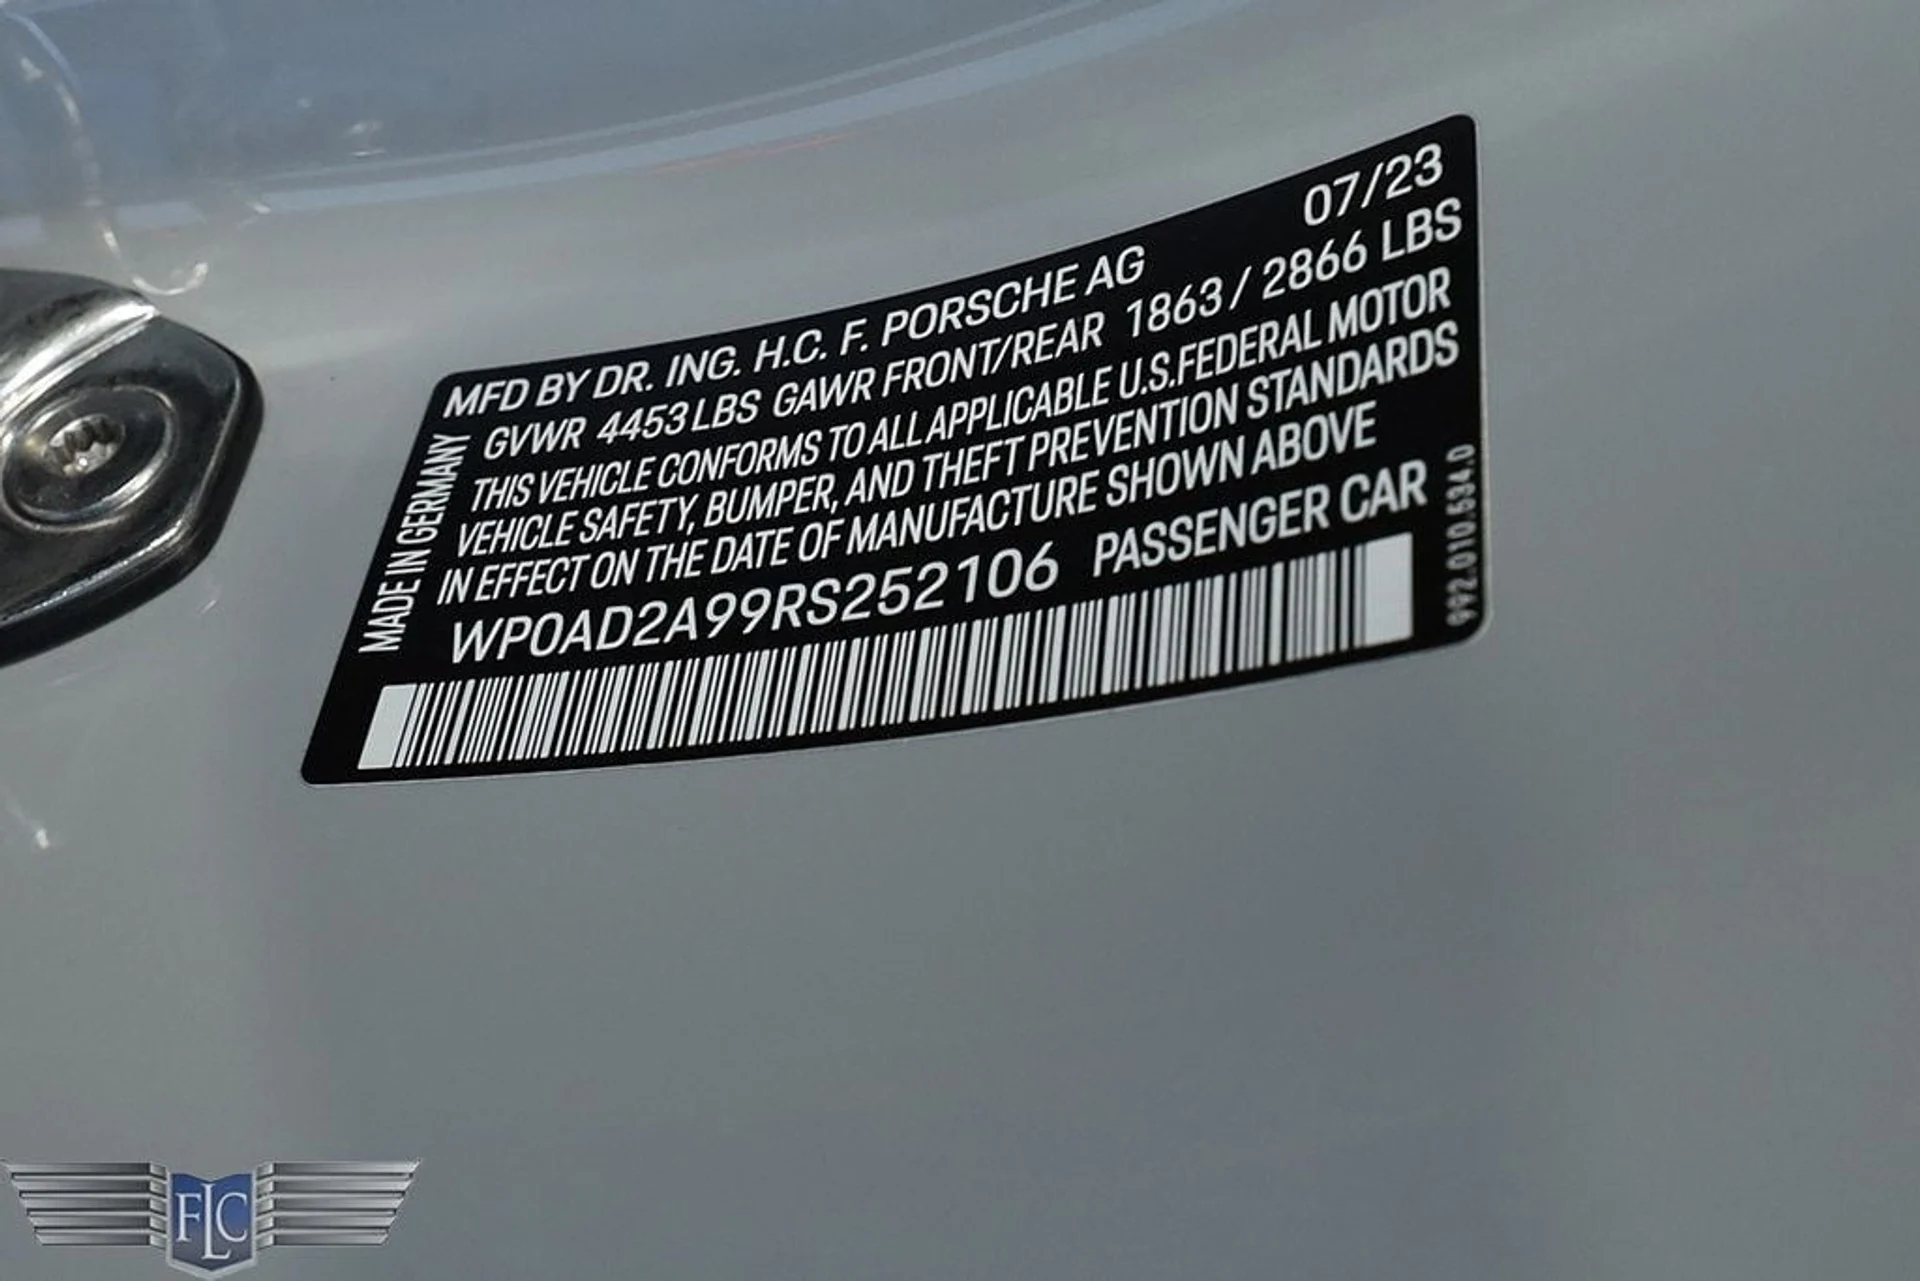 MFD BY DR. ING. H.C. F. PORSCHE AG 07/23
GVWR 4453 LBS GAWR FRONT/REAR 1863 / 2866 LBS
THIS VEHICLE CONFORMS TO ALL APPLICABLE U.S.FEDERAL MOTOR
VEHICLE SAFETY, BUMPER, AND THEFT PREVENTION STANDARDS
IN EFFECT ON THE DATE OF MANUFACTURE SHOWN ABOVE
WP0AD2A99RS252106 PASSENGER CAR
MADE IN GERMANY
992.010.534.0
FLC